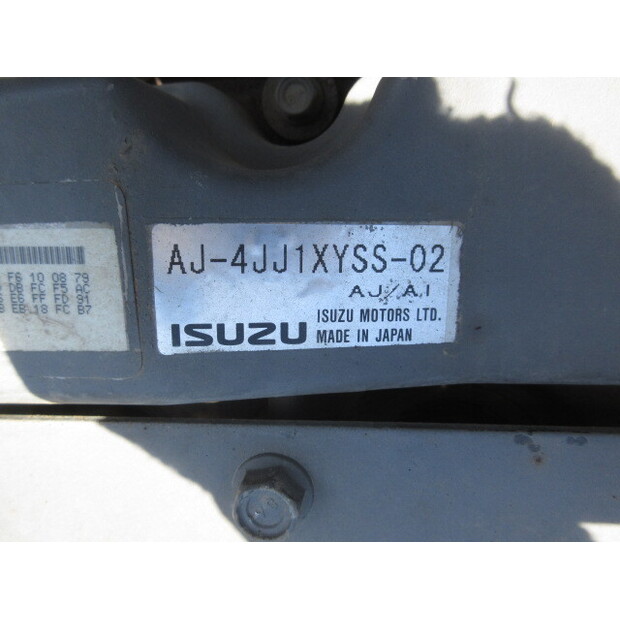 F6 10 08 79
DB FC F5 AC
E6 FF FD 91
EB 18 FC B7
AJ-4JJ1XYSS-02
AJ/AI
ISUZU
ISUZU MOTORS LTD.
MADE IN JAPAN